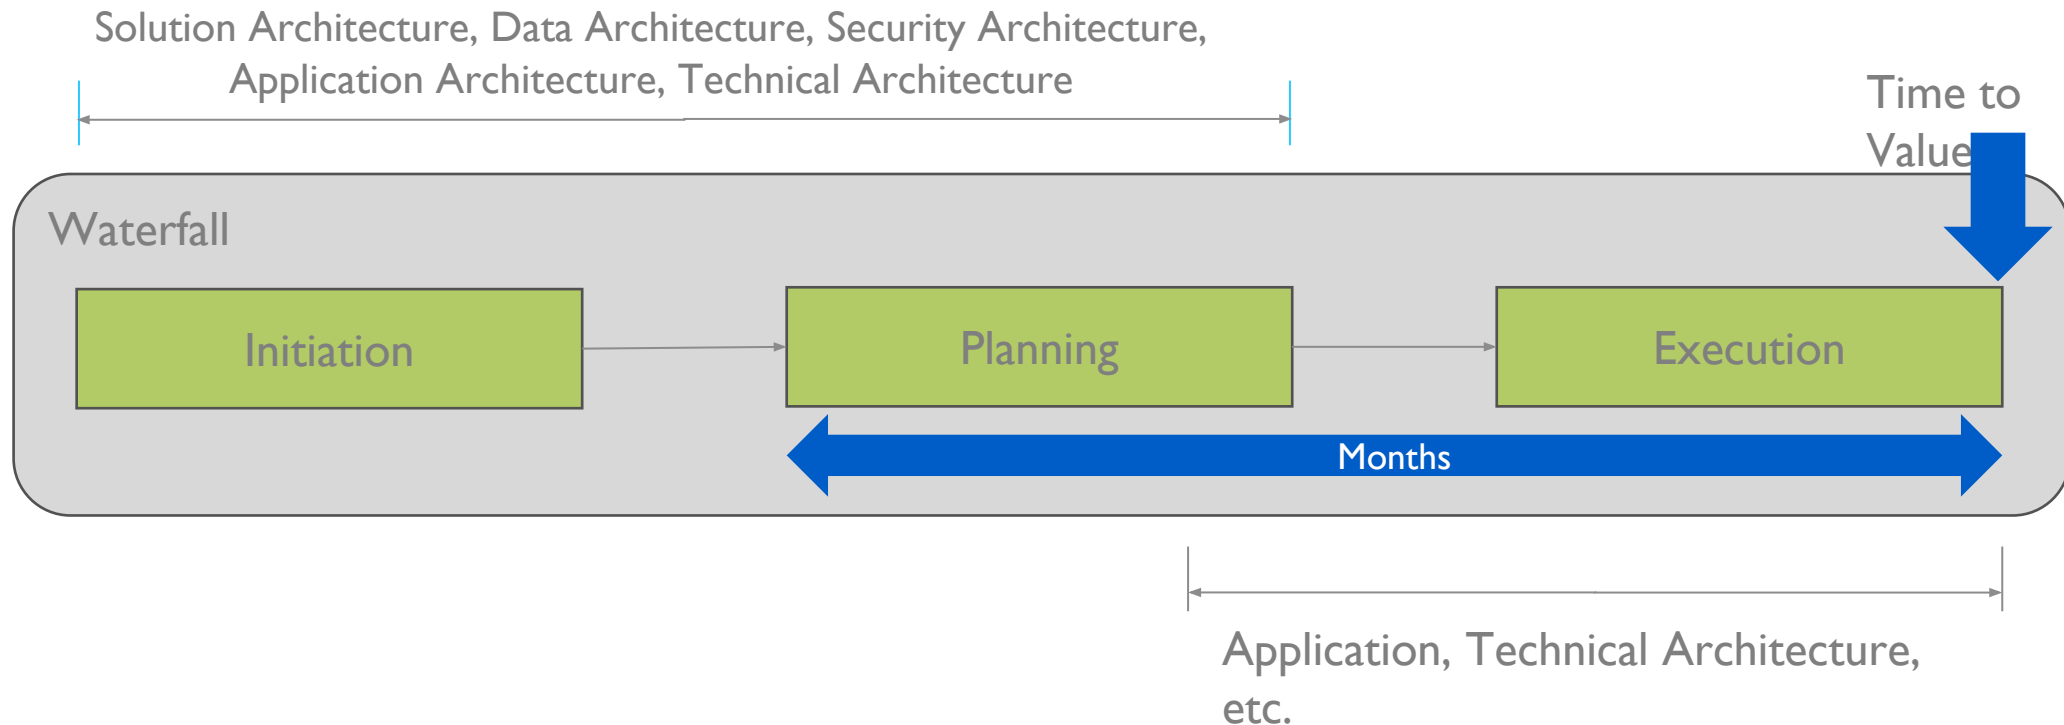 Solution Architecture, Data Architecture, Security Architecture,
Application Architecture, Technical Architecture
Time to
Value
Waterfall
Initiation
Planning
Execution
Months
Application, Technical Architecture,
etc.